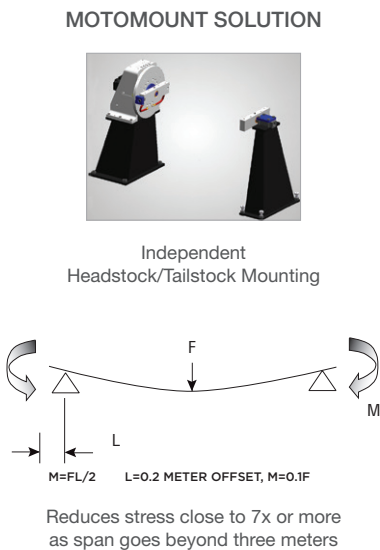 MOTOMOUNT SOLUTION
Independent
Headstock/Tailstock Mounting
F
M
L
M=FL/2 L=0.2 METER OFFSET, M=0.1F
Reduces stress close to 7x or more
as span goes beyond three meters